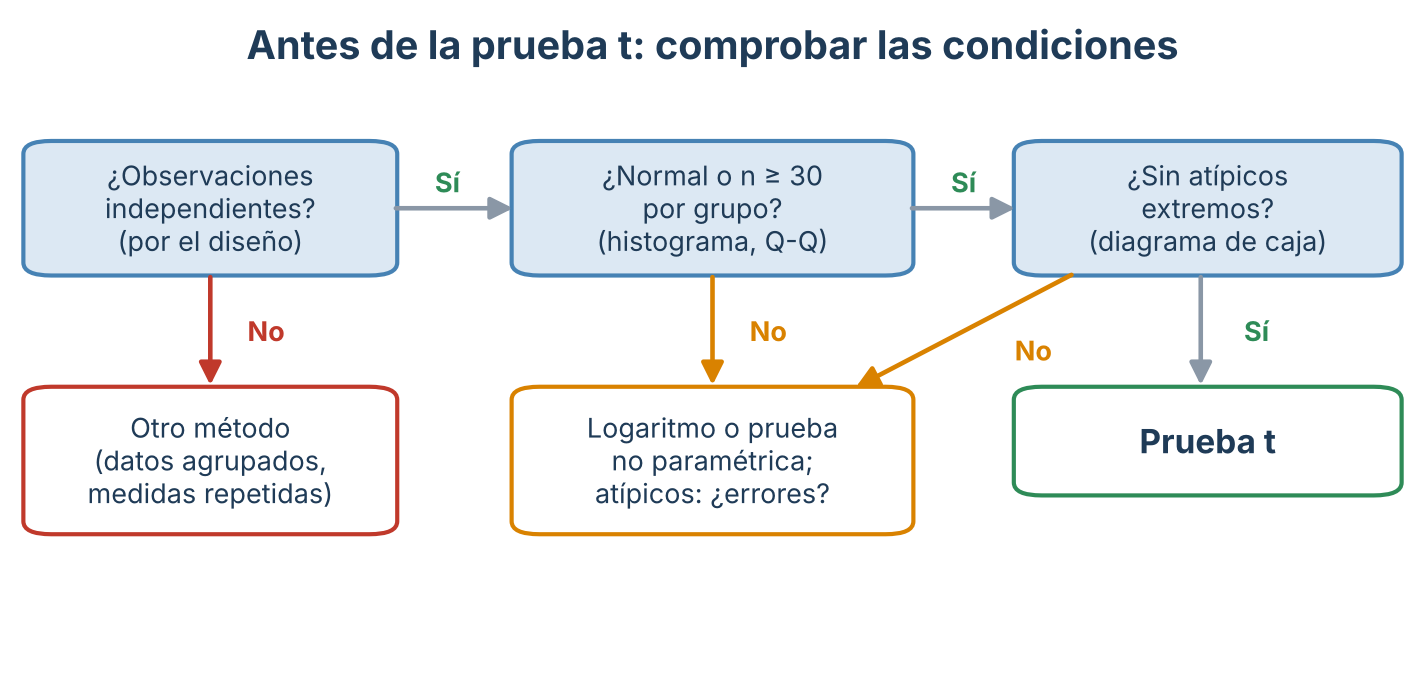 Antes de la prueba t: comprobar las condiciones
¿Observaciones
independientes?
(por el diseño)
Sí
¿Normal o n ≥ 30
por grupo?
(histograma, Q-Q)
Sí
¿Sin atípicos
extremos?
(diagrama de caja)
No
No
No
Sí
Otro método
(datos agrupados,
medidas repetidas)
Logaritmo o prueba
no paramétrica;
atípicos: ¿errores?
Prueba t